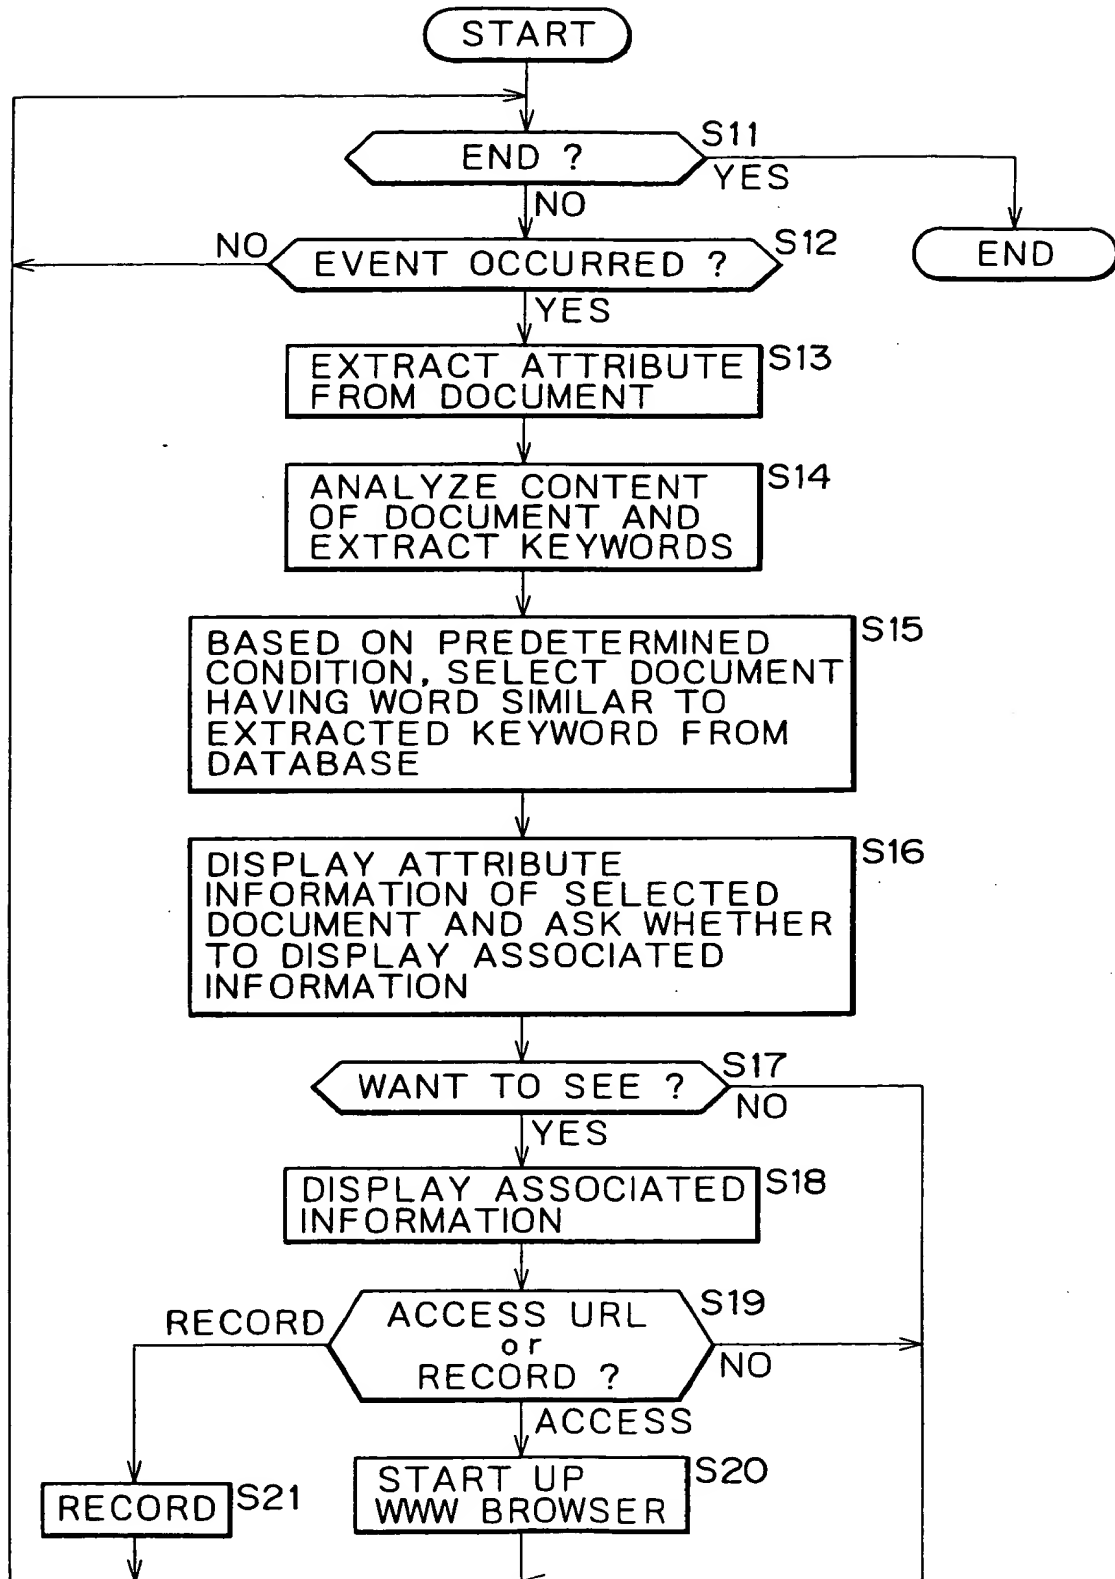 START
END ?
S11
YES
NO
END
EVENT OCCURRED ?
S12
NO
YES
EXTRACT ATTRIBUTE
FROM DOCUMENT
S13
ANALYZE CONTENT
OF DOCUMENT AND
EXTRACT KEYWORDS
S14
BASED ON PREDETERMINED
CONDITION, SELECT DOCUMENT
HAVING WORD SIMILAR TO
EXTRACTED KEYWORD FROM
DATABASE
S15
DISPLAY ATTRIBUTE
INFORMATION OF SELECTED
DOCUMENT AND ASK WHETHER
TO DISPLAY ASSOCIATED
INFORMATION
S16
WANT TO SEE ?
S17
NO
YES
DISPLAY ASSOCIATED
INFORMATION
S18
ACCESS URL
or
RECORD ?
S19
RECORD
NO
ACCESS
START UP
WWW BROWSER
S20
RECORD
S21